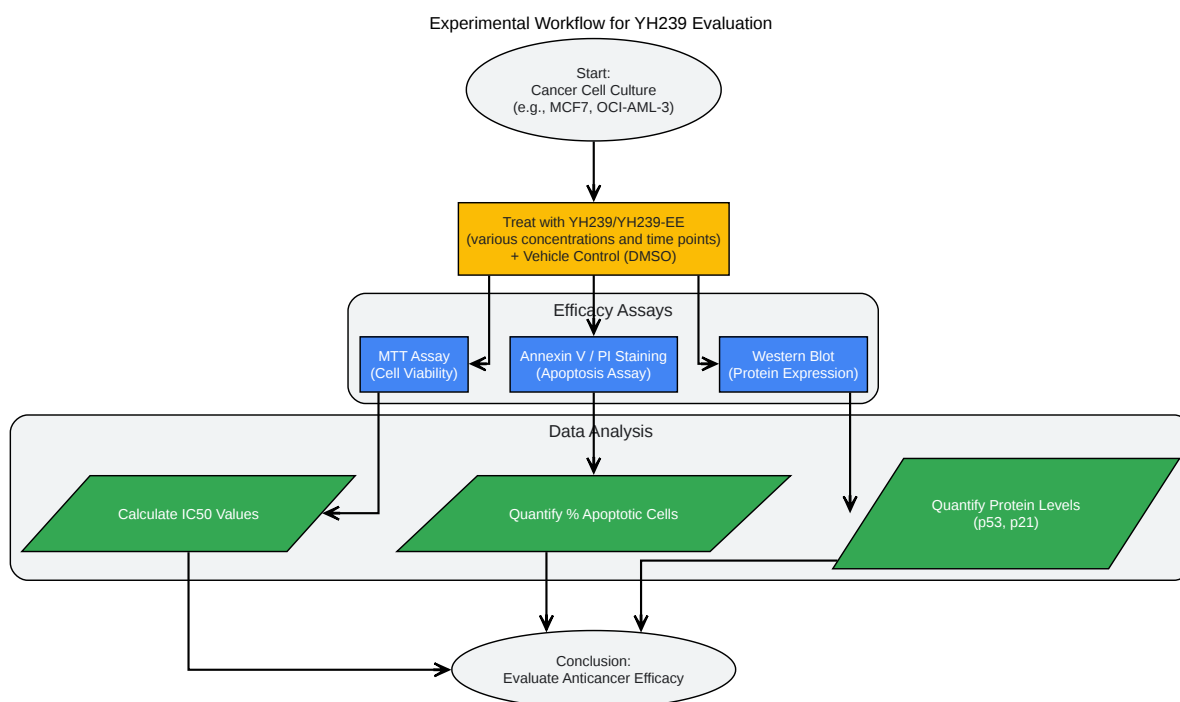 Experimental Workflow for YH239 Evaluation
Start:
Cancer Cell Culture
(e.g., MCF7, OCI-AML-3)
Treat with YH239/YH239-EE
(various concentrations and time points)
+ Vehicle Control (DMSO)
Efficacy Assays
MTT Assay
(Cell Viability)
Annexin V / PI Staining
(Apoptosis Assay)
Western Blot
(Protein Expression)
Data Analysis
Calculate IC50 Values
Quantify % Apoptotic Cells
Quantify Protein Levels
(p53, p21)
Conclusion:
Evaluate Anticancer Efficacy